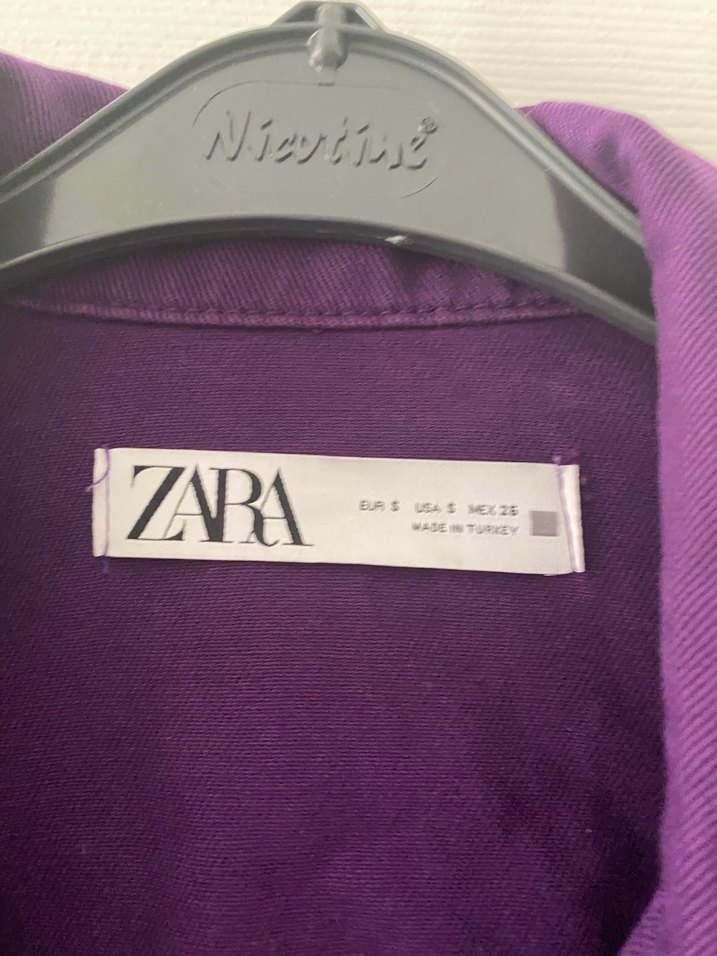 Nicotine®
ZARA
EUR S USA S MEX 26
MADE IN TURKEY